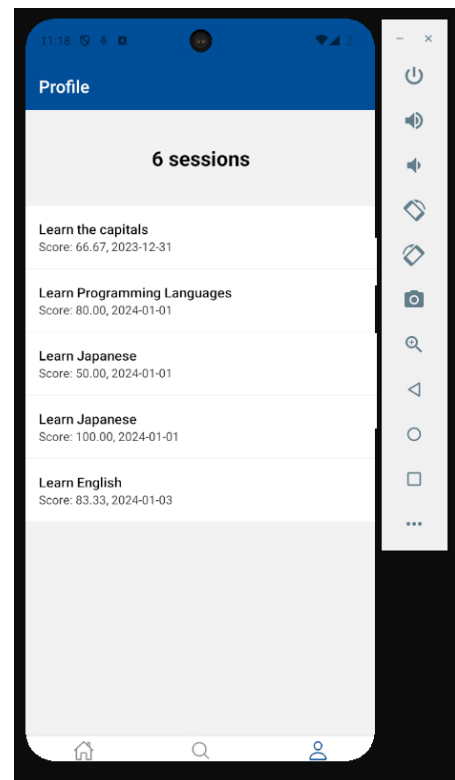 11:18
Profile
6 sessions
Learn the capitals
Score: 66.67, 2023-12-31
Learn Programming Languages
Score: 80.00, 2024-01-01
Learn Japanese
Score: 50.00, 2024-01-01
Learn Japanese
Score: 100.00, 2024-01-01
Learn English
Score: 83.33, 2024-01-03